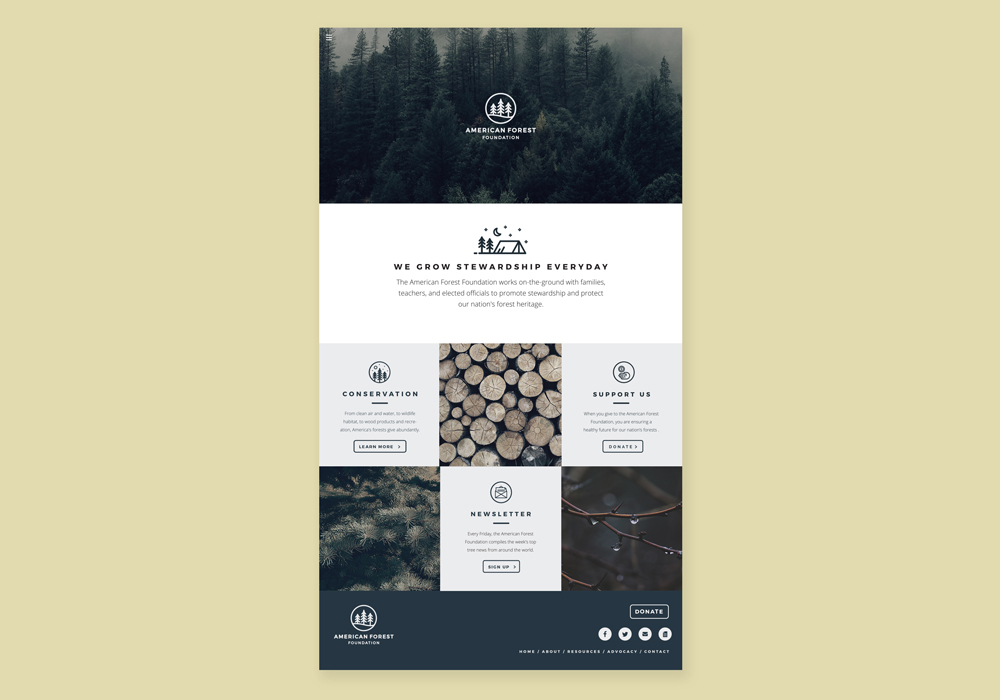 AMERICAN FOREST
FOUNDATION
WE GROW STEWARDSHIP EVERYDAY
The American Forest Foundation works on-the-ground with families,
teachers, and elected officials to promote stewardship and protect
our nation's forest heritage.
CONSERVATION
From clean air and water, to wildlife
habitat, to wood products and recre
ation, America's forests give abundantly.
LEARN MORE >
SUPPORT US
When you give to the American Forest
Foundation, you are ensuring a
healthy future for our nation's forests.
DONATE >
NEWSLETTER
Every Friday, the American Forest
Foundation compiles the week's top
tree news from around the world.
SIGN UP >
AMERICAN FOREST
FOUNDATION
DONATE
HOME / ABOUT / RESOURCES / ADVOCACY / CONTACT